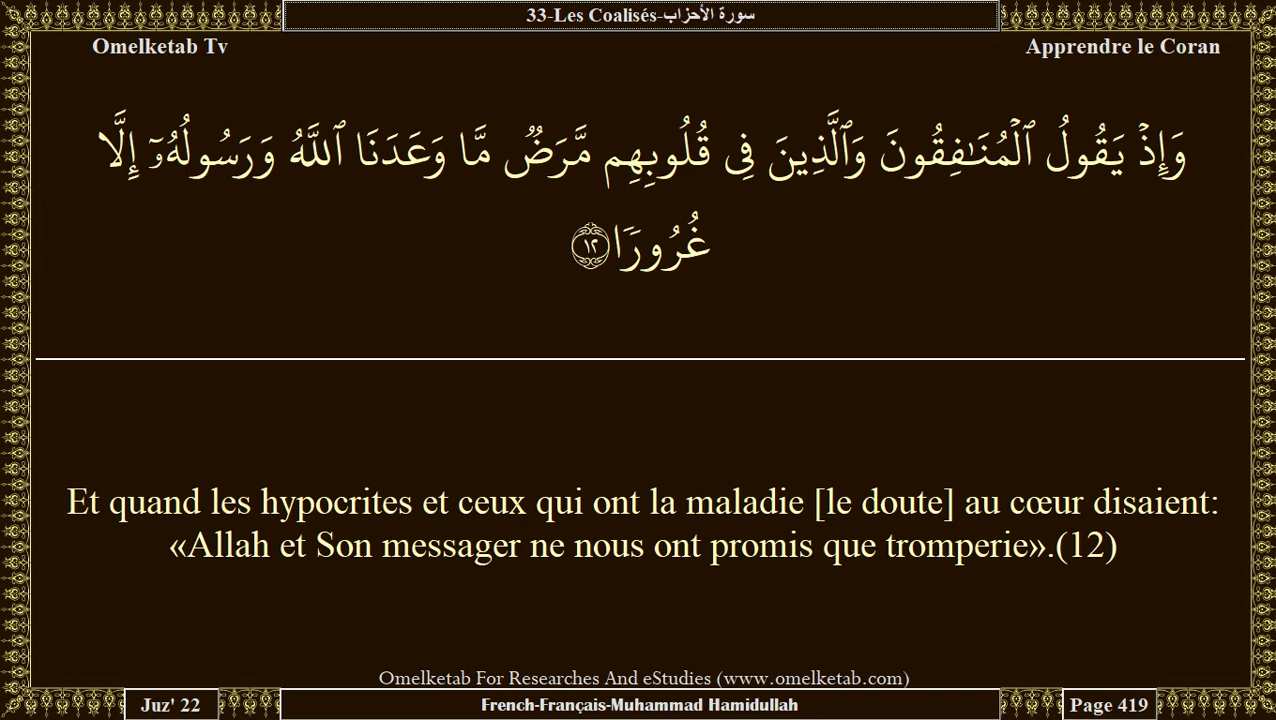 33-Les Coalisés-سورة الأحزاب
Omelketab Tv
Apprendre le Coran
وَإِذۡ يَقُولُ ٱلۡمُنَٰفِقُونَ وَٱلَّذِينَ فِي قُلُوبِهِم مَّرَضٞ مَّا وَعَدَنَا ٱللَّهُ وَرَسُولُهُۥٓ إِلَّا
غُرُورٗا ١٢
Et quand les hypocrites et ceux qui ont la maladie [le doute] au cœur disaient:
«Allah et Son messager ne nous ont promis que tromperie».(12)
Omelketab For Researches And eStudies (www.omelketab.com)
Juz' 22
French-Français-Muhammad Hamidullah
Page 419